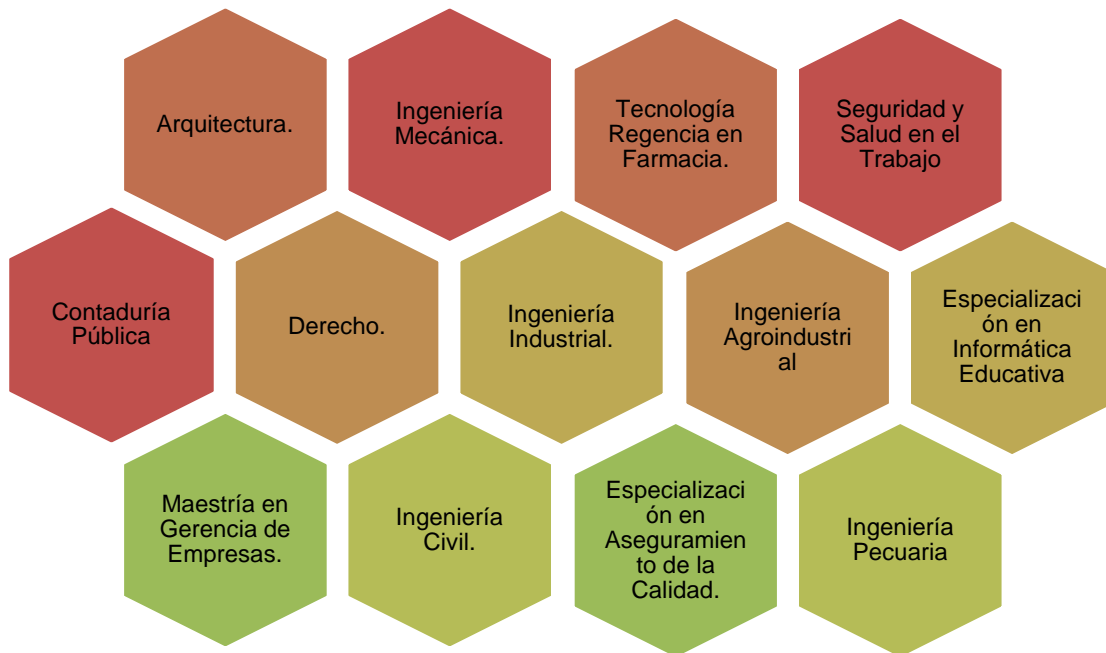 Arquitectura.
Ingeniería
Mecánica.
Tecnología
Regencia en
Farmacia.
Seguridad y
Salud en el
Trabajo
Contaduría
Pública
Derecho.
Ingeniería
Industrial.
Ingeniería
Agroindustri
al
Especializaci
ón en
Informática
Educativa
Maestría en
Gerencia de
Empresas.
Ingeniería
Civil.
Especializaci
ón en
Aseguramien
to de la
Calidad.
Ingeniería
Pecuaria